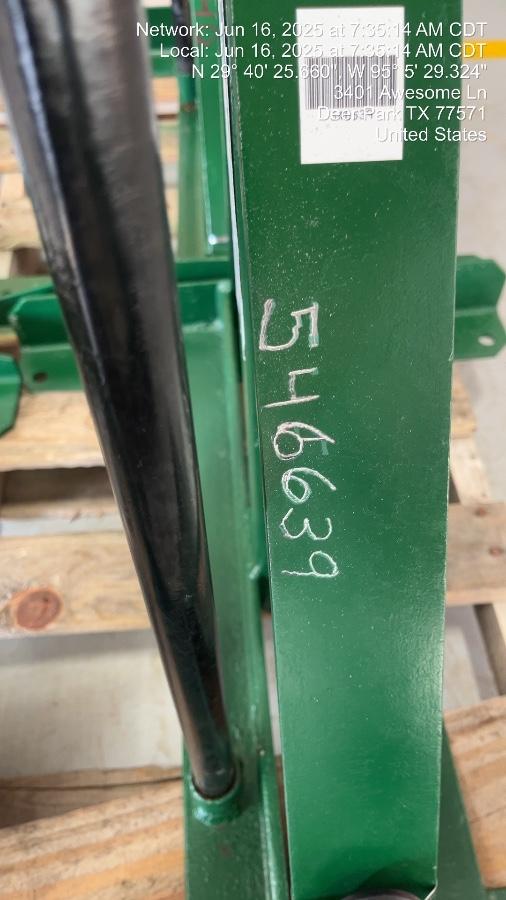 Network: Jun 16, 2025 at 7:35:14 AM CDT
Local: Jun 16, 2025 at 7:35:14 AM CDT
N 29° 40' 25.660", W 95° 5' 29.324"
3401 Awesome Ln
Deer Park TX 77571
United States
546639